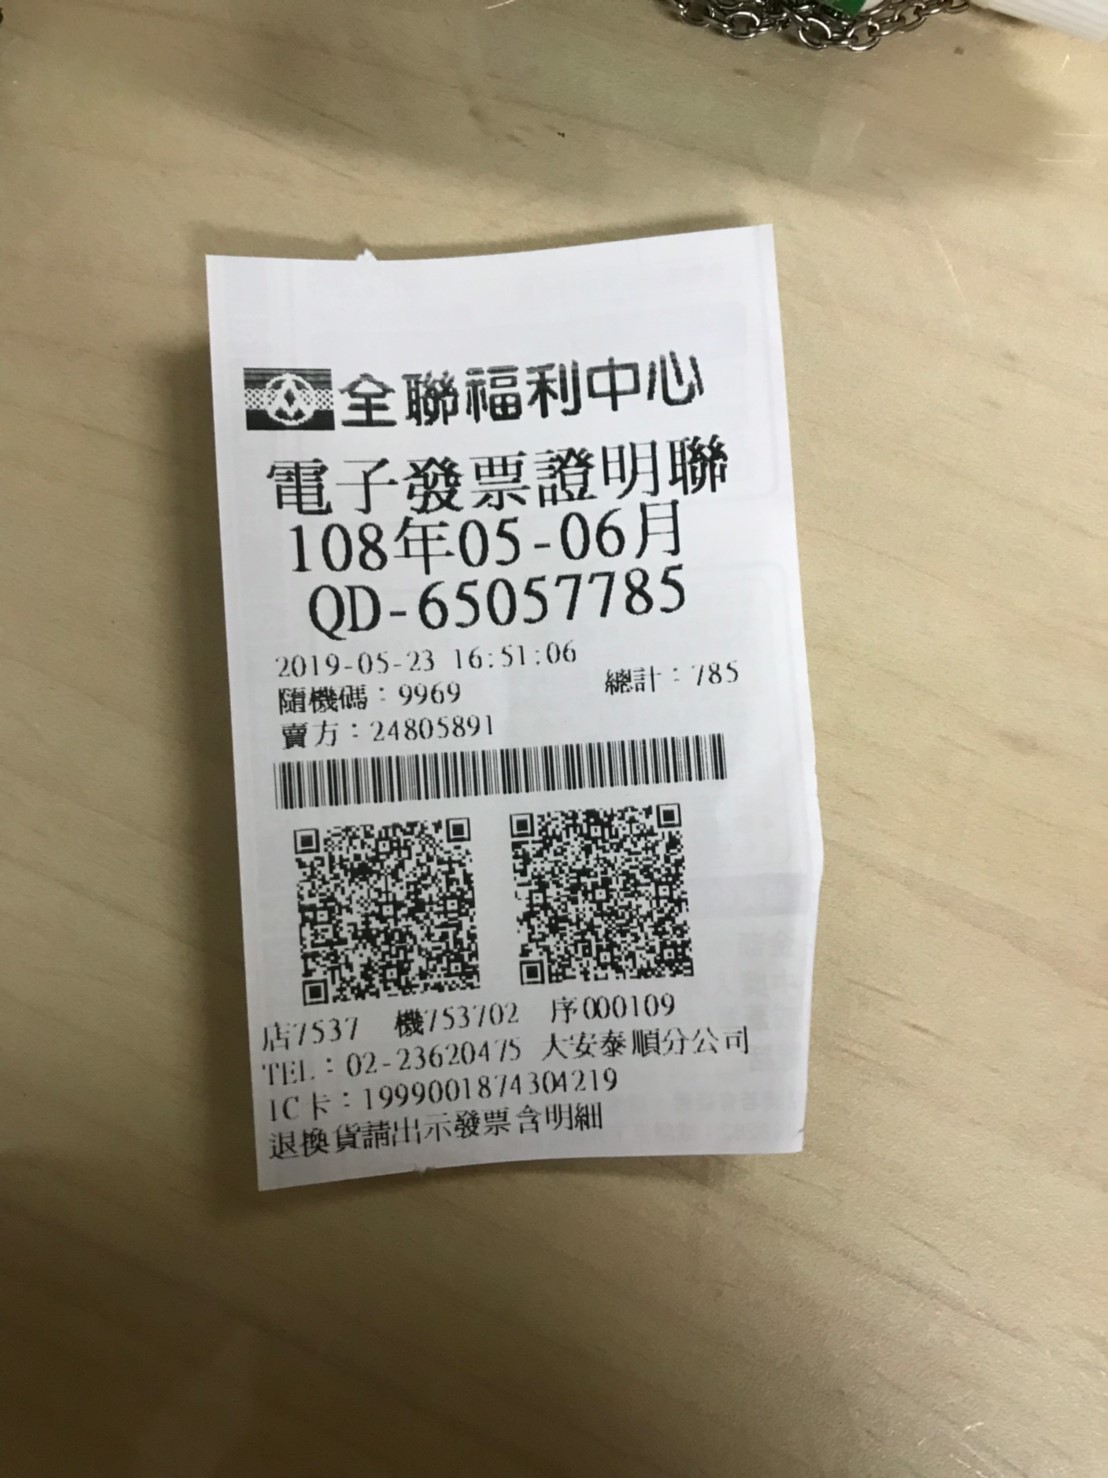 全聯福利中心
電子發票證明聯
108年05-06月
QD-65057785
2019-05-23 16:51:06
隨機碼：9969 總計：785
賣方：24805891
店7537 機753702 序000109
TEL：02-23620475 大安泰順分公司
IC卡：1999001874304219
退換貨請出示發票含明細